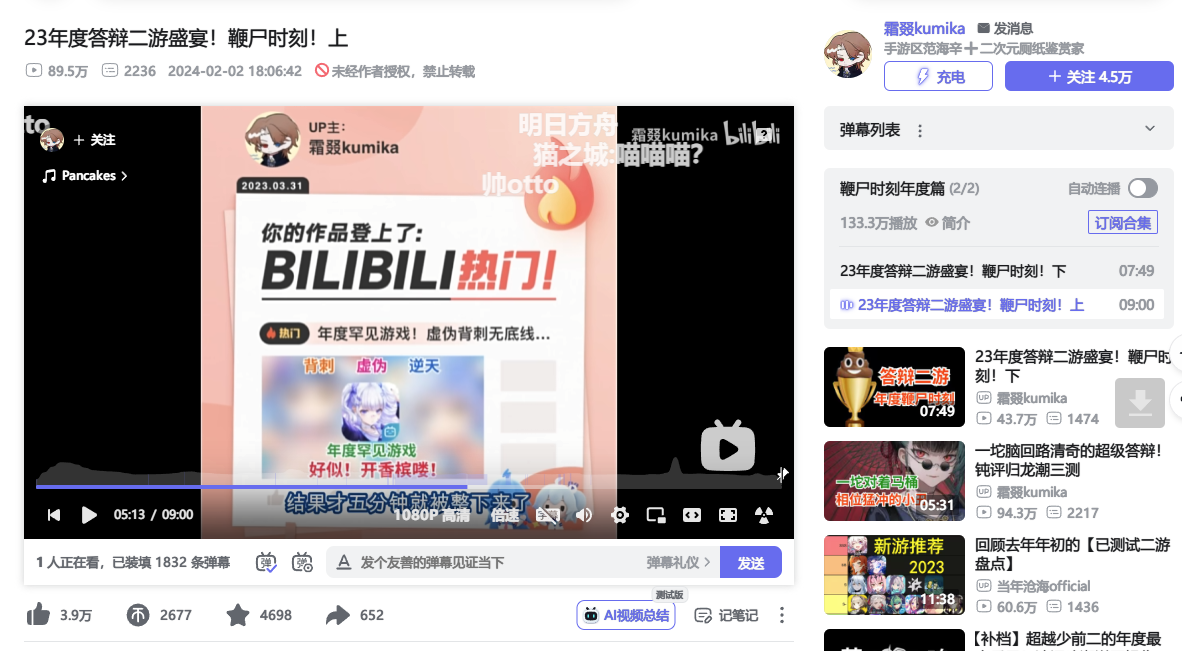 23年度答辩二游盛宴！鞭尸时刻！上
89.5万 2236 2024-02-02 18:06:42 未经作者授权，禁止转载
霜叕kumika 发消息
手游区范海辛十二次元厕纸鉴赏家
充电
+ 关注 4.5万
otto
+ 关注
Pancakes
UP主：
霜叕kumika
明日方舟
猫之城:喵喵喵?
帅otto
霜叕kumika bilibili
2023.03.31
你的作品登上了:
BILIBILI热门!
热门 年度罕见游戏！虚伪背刺无底线...
背刺 虚伪 逆天
年度罕见游戏
好似！开香槟喽！
结果才五分钟就被整下来了
05:13 / 09:00
1080P 高清 倍速 字幕
1 人正在看， 已装填 1832 条弹幕
弹 弹
A 发个友善的弹幕见证当下
弹幕礼仪 >
发送
3.9万 2677 4698 652
测试版
AI视频总结
记笔记
弹幕列表
鞭尸时刻年度篇 (2/2)
自动连播
133.3万播放 简介
订阅合集
23年度答辩二游盛宴！鞭尸时刻！下 07:49
23年度答辩二游盛宴！鞭尸时刻！上 09:00
答辩二游
年度鞭尸时刻
07:49
23年度答辩二游盛宴！鞭尸时刻！下
UP 霜叕kumika
43.7万 1474
一坨对着马桶
相位猛冲的小
05:31
一坨脑回路清奇的超级答辩！钝评归龙潮三测
UP 霜叕kumika
94.3万 2217
新游推荐
2023
11:38
回顾去年年初的【已测试二游盘点】
UP 当年沧海official
60.6万 1436
【补档】超越少前二的年度最